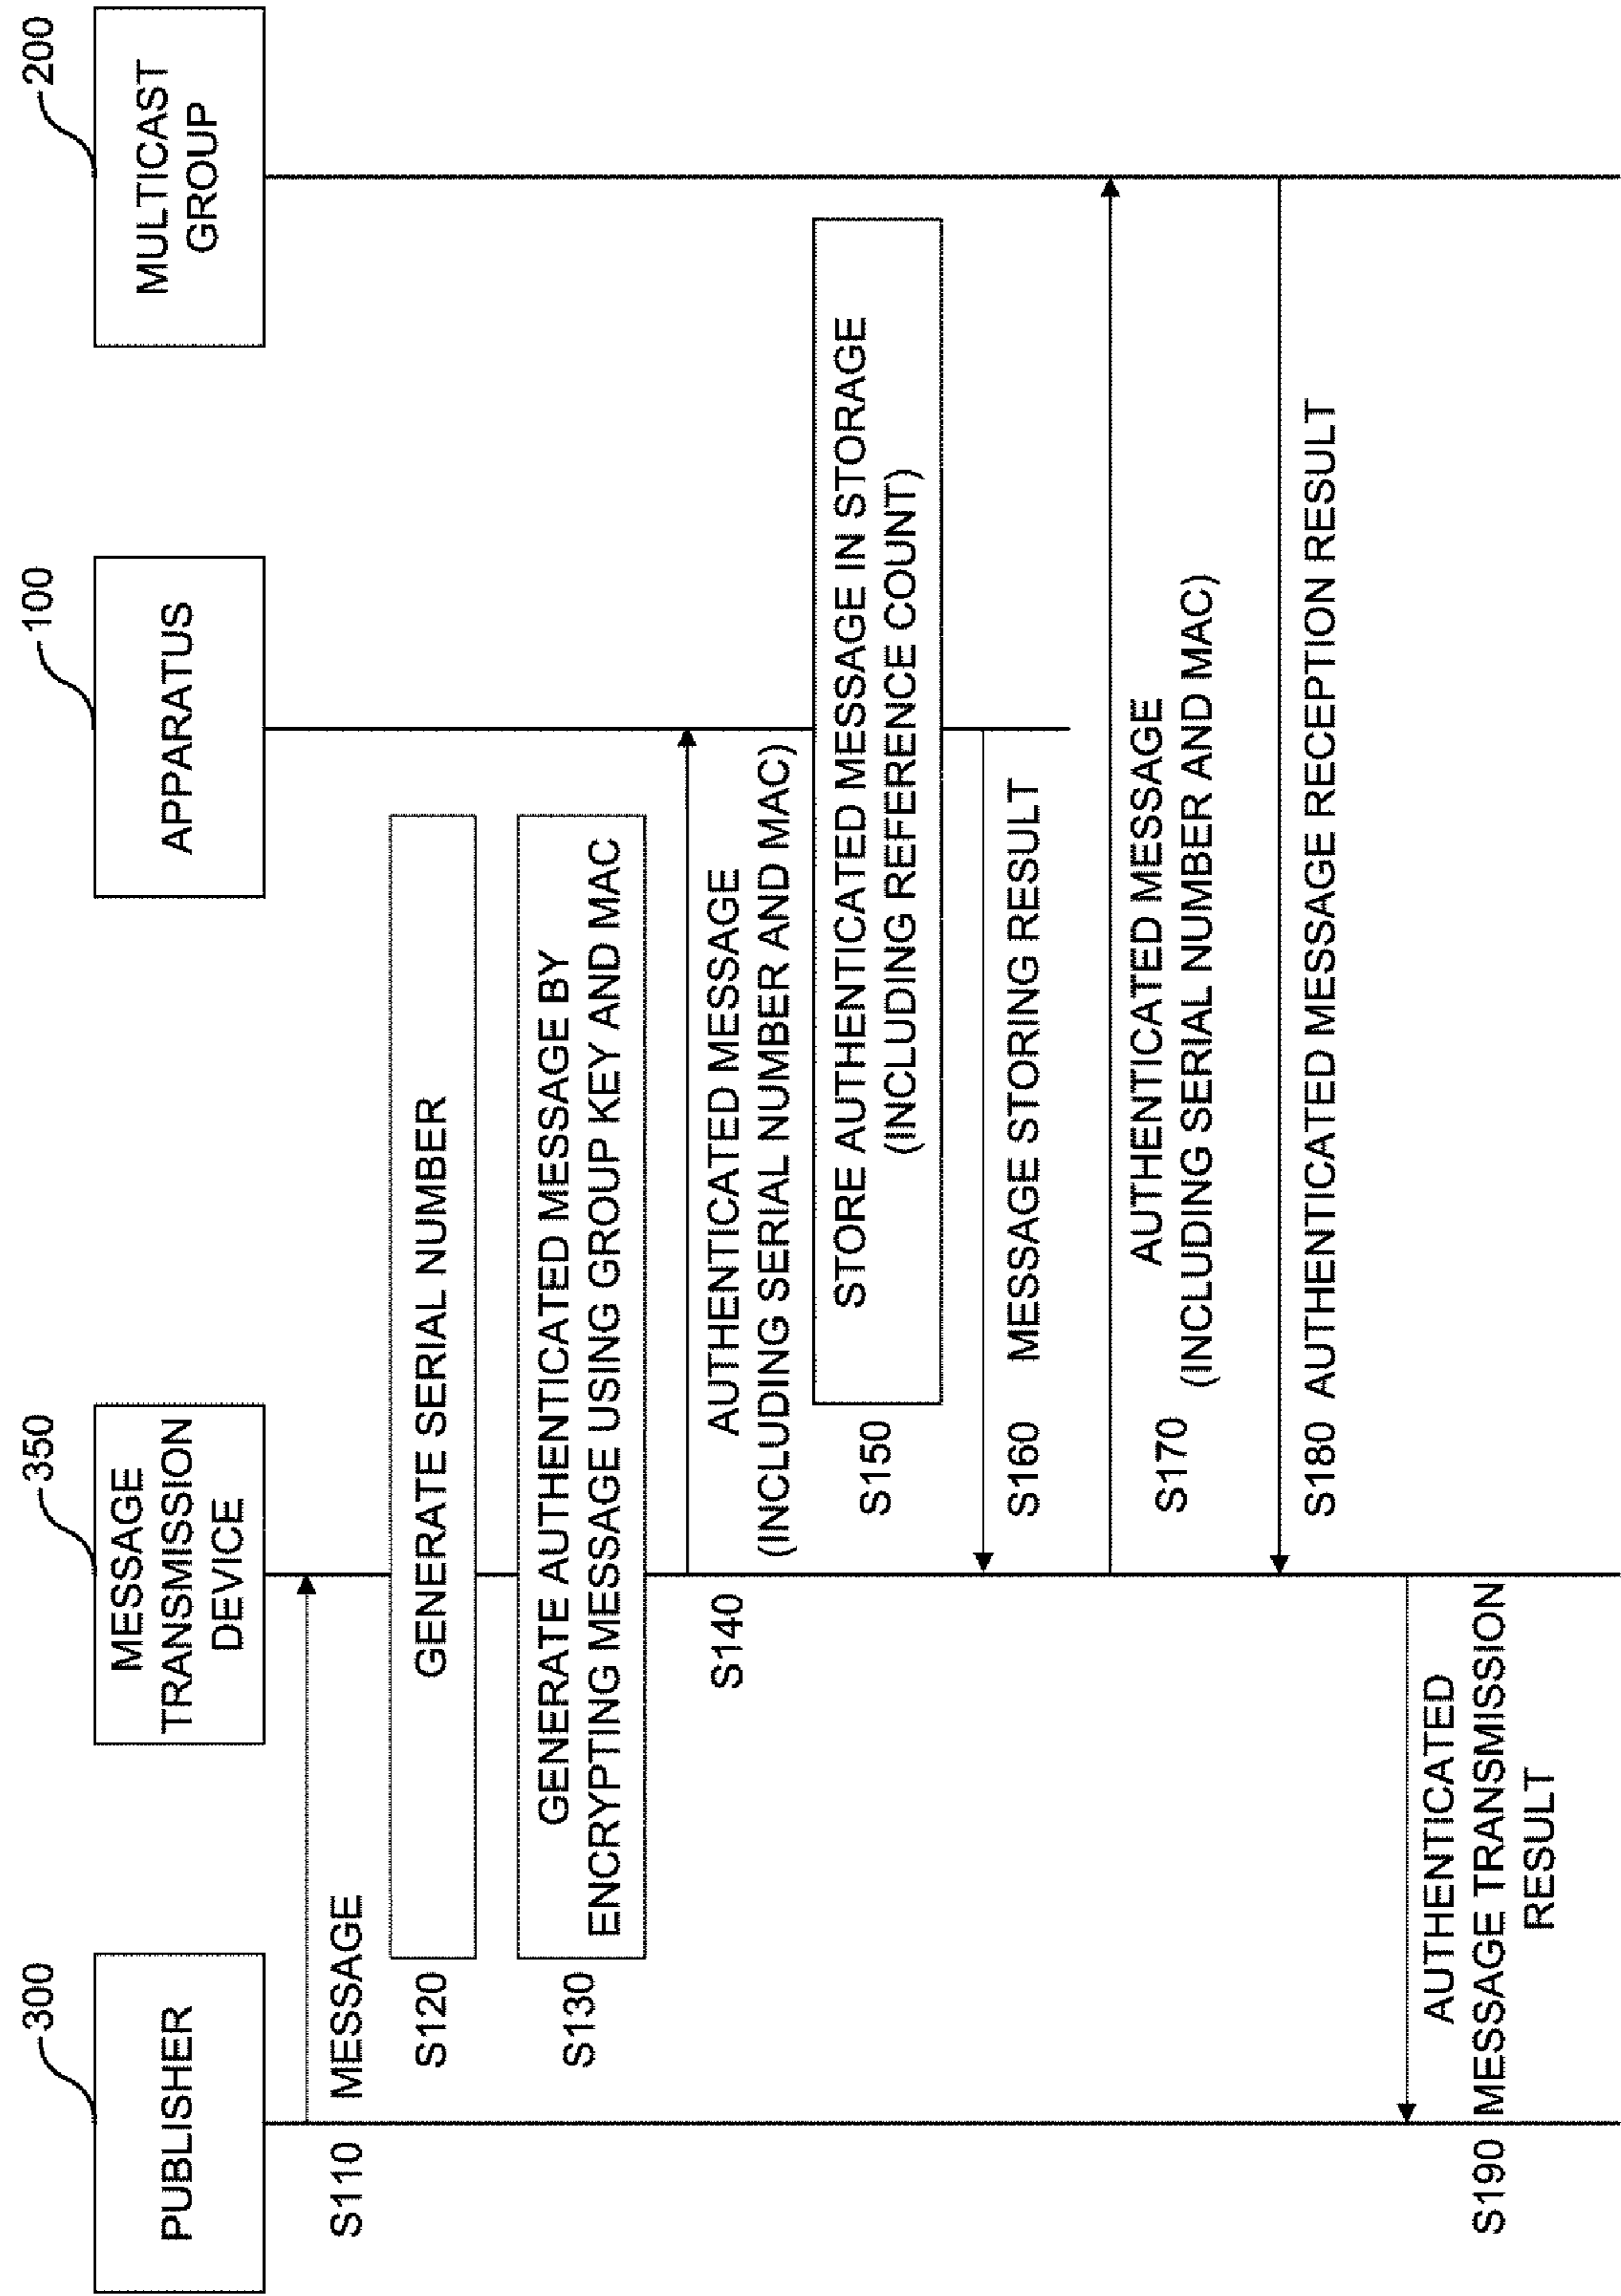 300
PUBLISHER
350
MESSAGE
TRANSMISSION
DEVICE
100
APPARATUS
200
MULTICAST
GROUP
S110 MESSAGE
S120
GENERATE SERIAL NUMBER
S130
GENERATE AUTHENTICATED MESSAGE BY
ENCRYPTING MESSAGE USING GROUP KEY AND MAC
S140
AUTHENTICATED MESSAGE
(INCLUDING SERIAL NUMBER AND MAC)
S150
STORE AUTHENTICATED MESSAGE IN STORAGE
(INCLUDING REFERENCE COUNT)
S160 MESSAGE STORING RESULT
S170
AUTHENTICATED MESSAGE
(INCLUDING SERIAL NUMBER AND MAC)
S180 AUTHENTICATED MESSAGE RECEPTION RESULT
AUTHENTICATED
S190 MESSAGE TRANSMISSION
RESULT